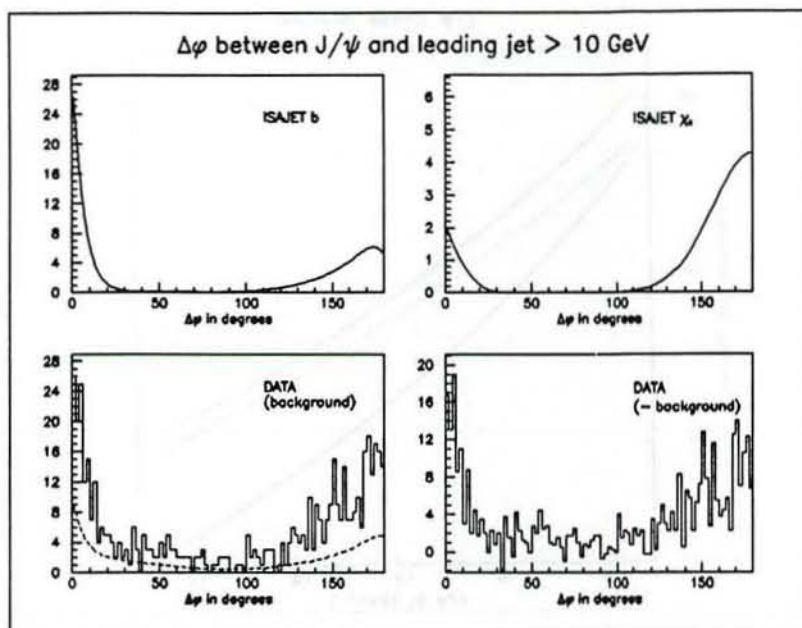 Δφ between J/ψ and leading jet > 10 GeV
28
24
20
16
12
8
4
0
ISAJET b
0 50 100 150
Δφ in degrees
6
5
4
3
2
1
0
ISAJET χ
0 50 100 150
Δφ in degrees
28
24
20
16
12
8
4
0
DATA
(background)
0 50 100 150
Δφ in degrees
20
16
12
8
4
0
DATA
(– background)
0 50 100 150
Δφ in degrees